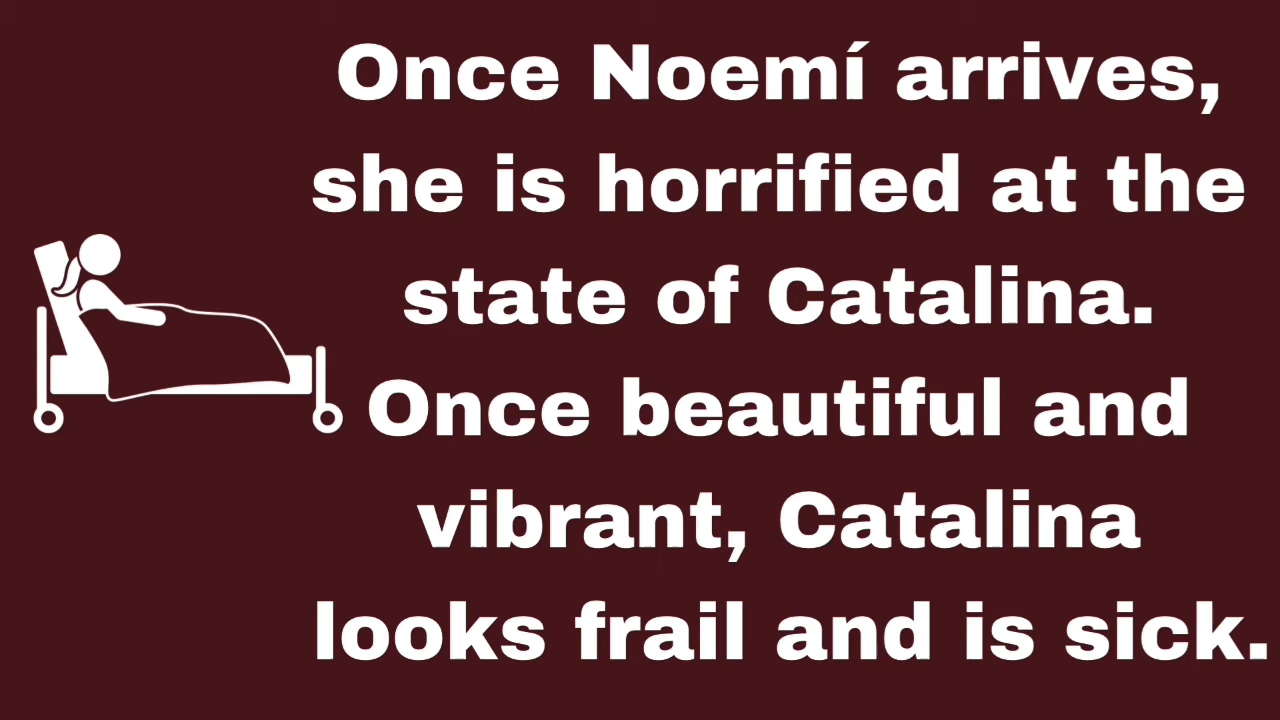 Once Noemí arrives,
she is horrified at the
state of Catalina.
Once beautiful and
vibrant, Catalina
looks frail and is sick.